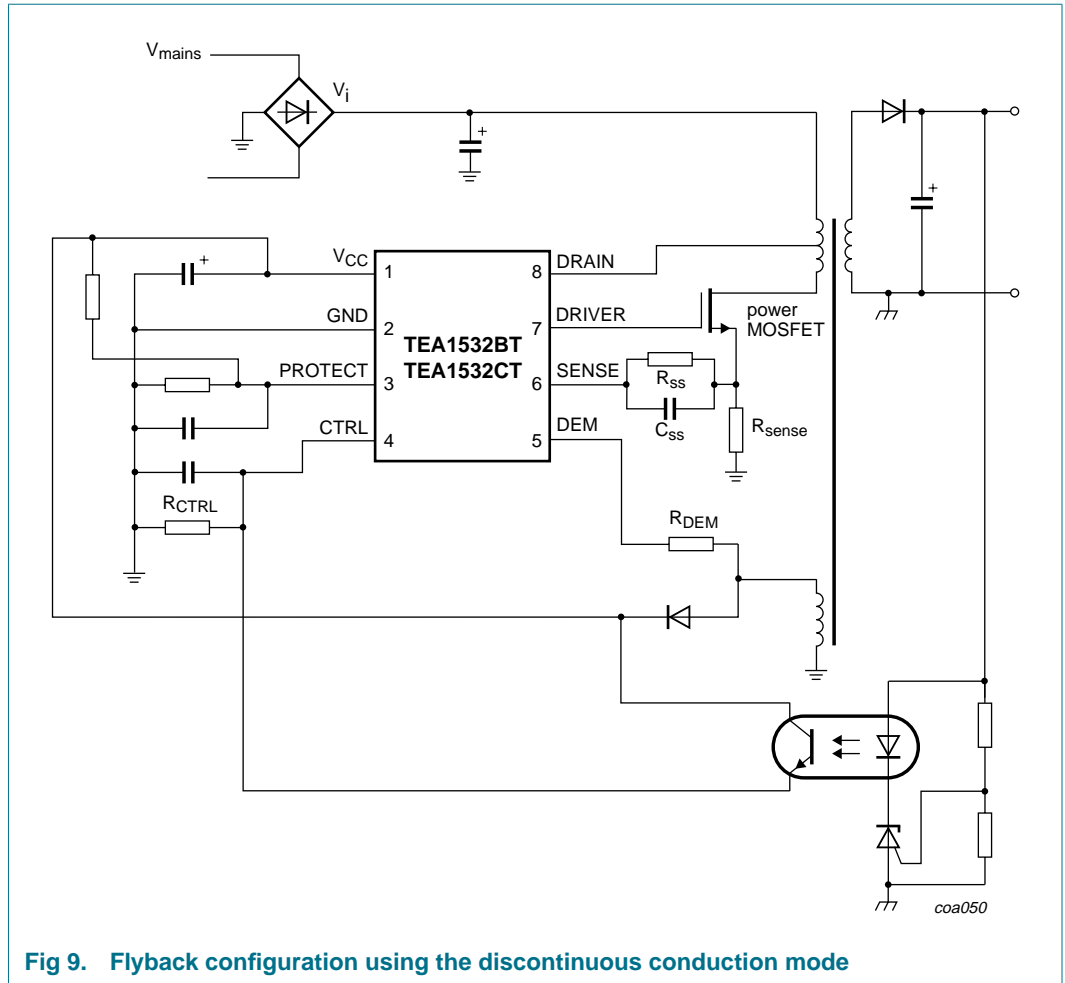 Vmains
Vi
VCC
1
8
DRAIN
GND
2
7
DRIVER
power
MOSFET
TEA1532BT
TEA1532CT
PROTECT
3
6
SENSE
Rss
Css
Rsense
CTRL
4
5
DEM
RCTRL
RDEM
coa050
Fig 9. Flyback configuration using the discontinuous conduction mode